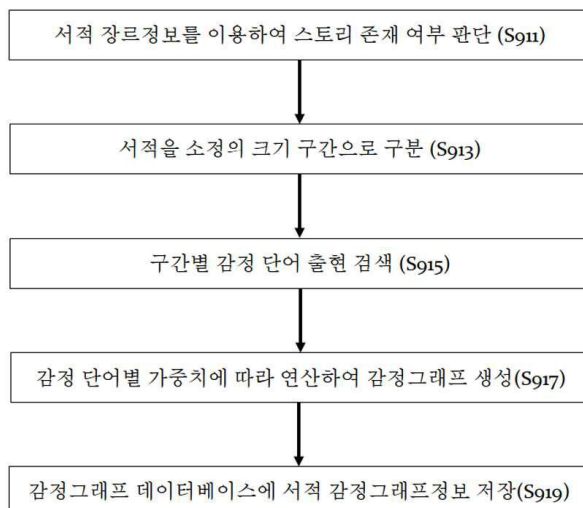 서적 장르정보를 이용하여 스토리 존재 여부 판단 (S911)
서적을 소정의 크기 구간으로 구분 (S913)
구간별 감정 단어 출현 검색 (S915)
감정 단어별 가중치에 따라 연산하여 감정그래프 생성(S917)
감정그래프 데이터베이스에 서적 감정그래프정보 저장(S919)